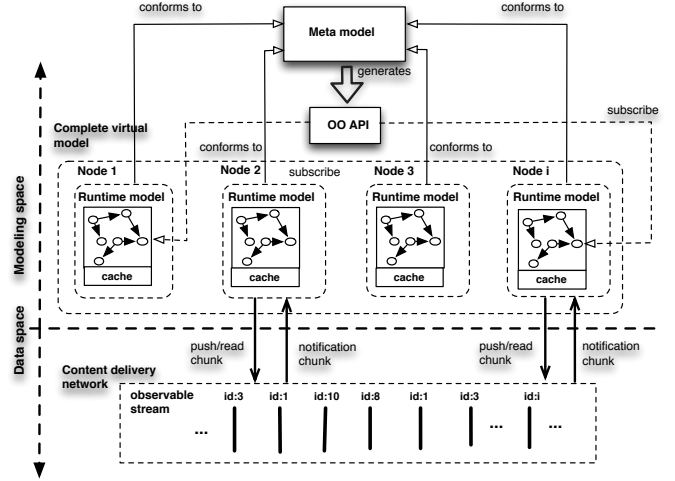 conforms to
Meta model
conforms to
generates
subscribe
OO API
Complete virtual
model
conforms to
conforms to
Node 1
Node 2
subscribe
Node 3
Node i
Runtime model
Runtime model
Runtime model
Runtime model
cache
cache
cache
cache
Modeling space
Data space
push/read
chunk
notification
chunk
push/read
chunk
notification
chunk
Content delivery
network
observable
stream
id:3
id:1
id:10
id:8
id:1
id:3
id:i
...
...
...